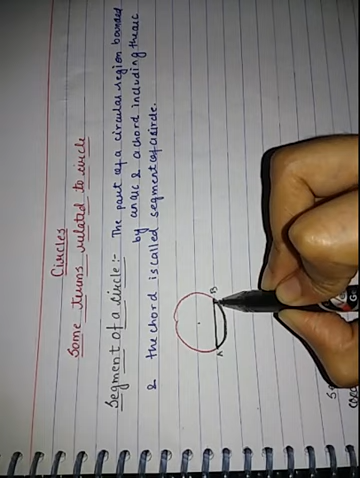 Circles
Some terms related to circle
Segment of a circle:- The part of a circular region bounded
by an arc & a chord including the arc
& the chord is called segment of a circle.
A
B